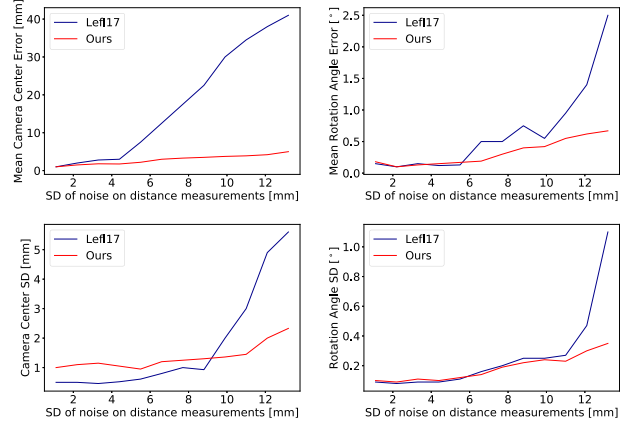 Mean Camera Center Error [mm]
40
30
20
10
0
Lefl17
Ours
2 4 6 8 10 12
SD of noise on distance measurements [mm]
Mean Rotation Angle Error [°]
2.5
2.0
1.5
1.0
0.5
0.0
Lefl17
Ours
2 4 6 8 10 12
SD of noise on distance measurements [mm]
Camera Center SD [mm]
5
4
3
2
1
Lefl17
Ours
2 4 6 8 10 12
SD of noise on distance measurements [mm]
Rotation Angle SD [°]
1.0
0.8
0.6
0.4
0.2
Lefl17
Ours
2 4 6 8 10 12
SD of noise on distance measurements [mm]